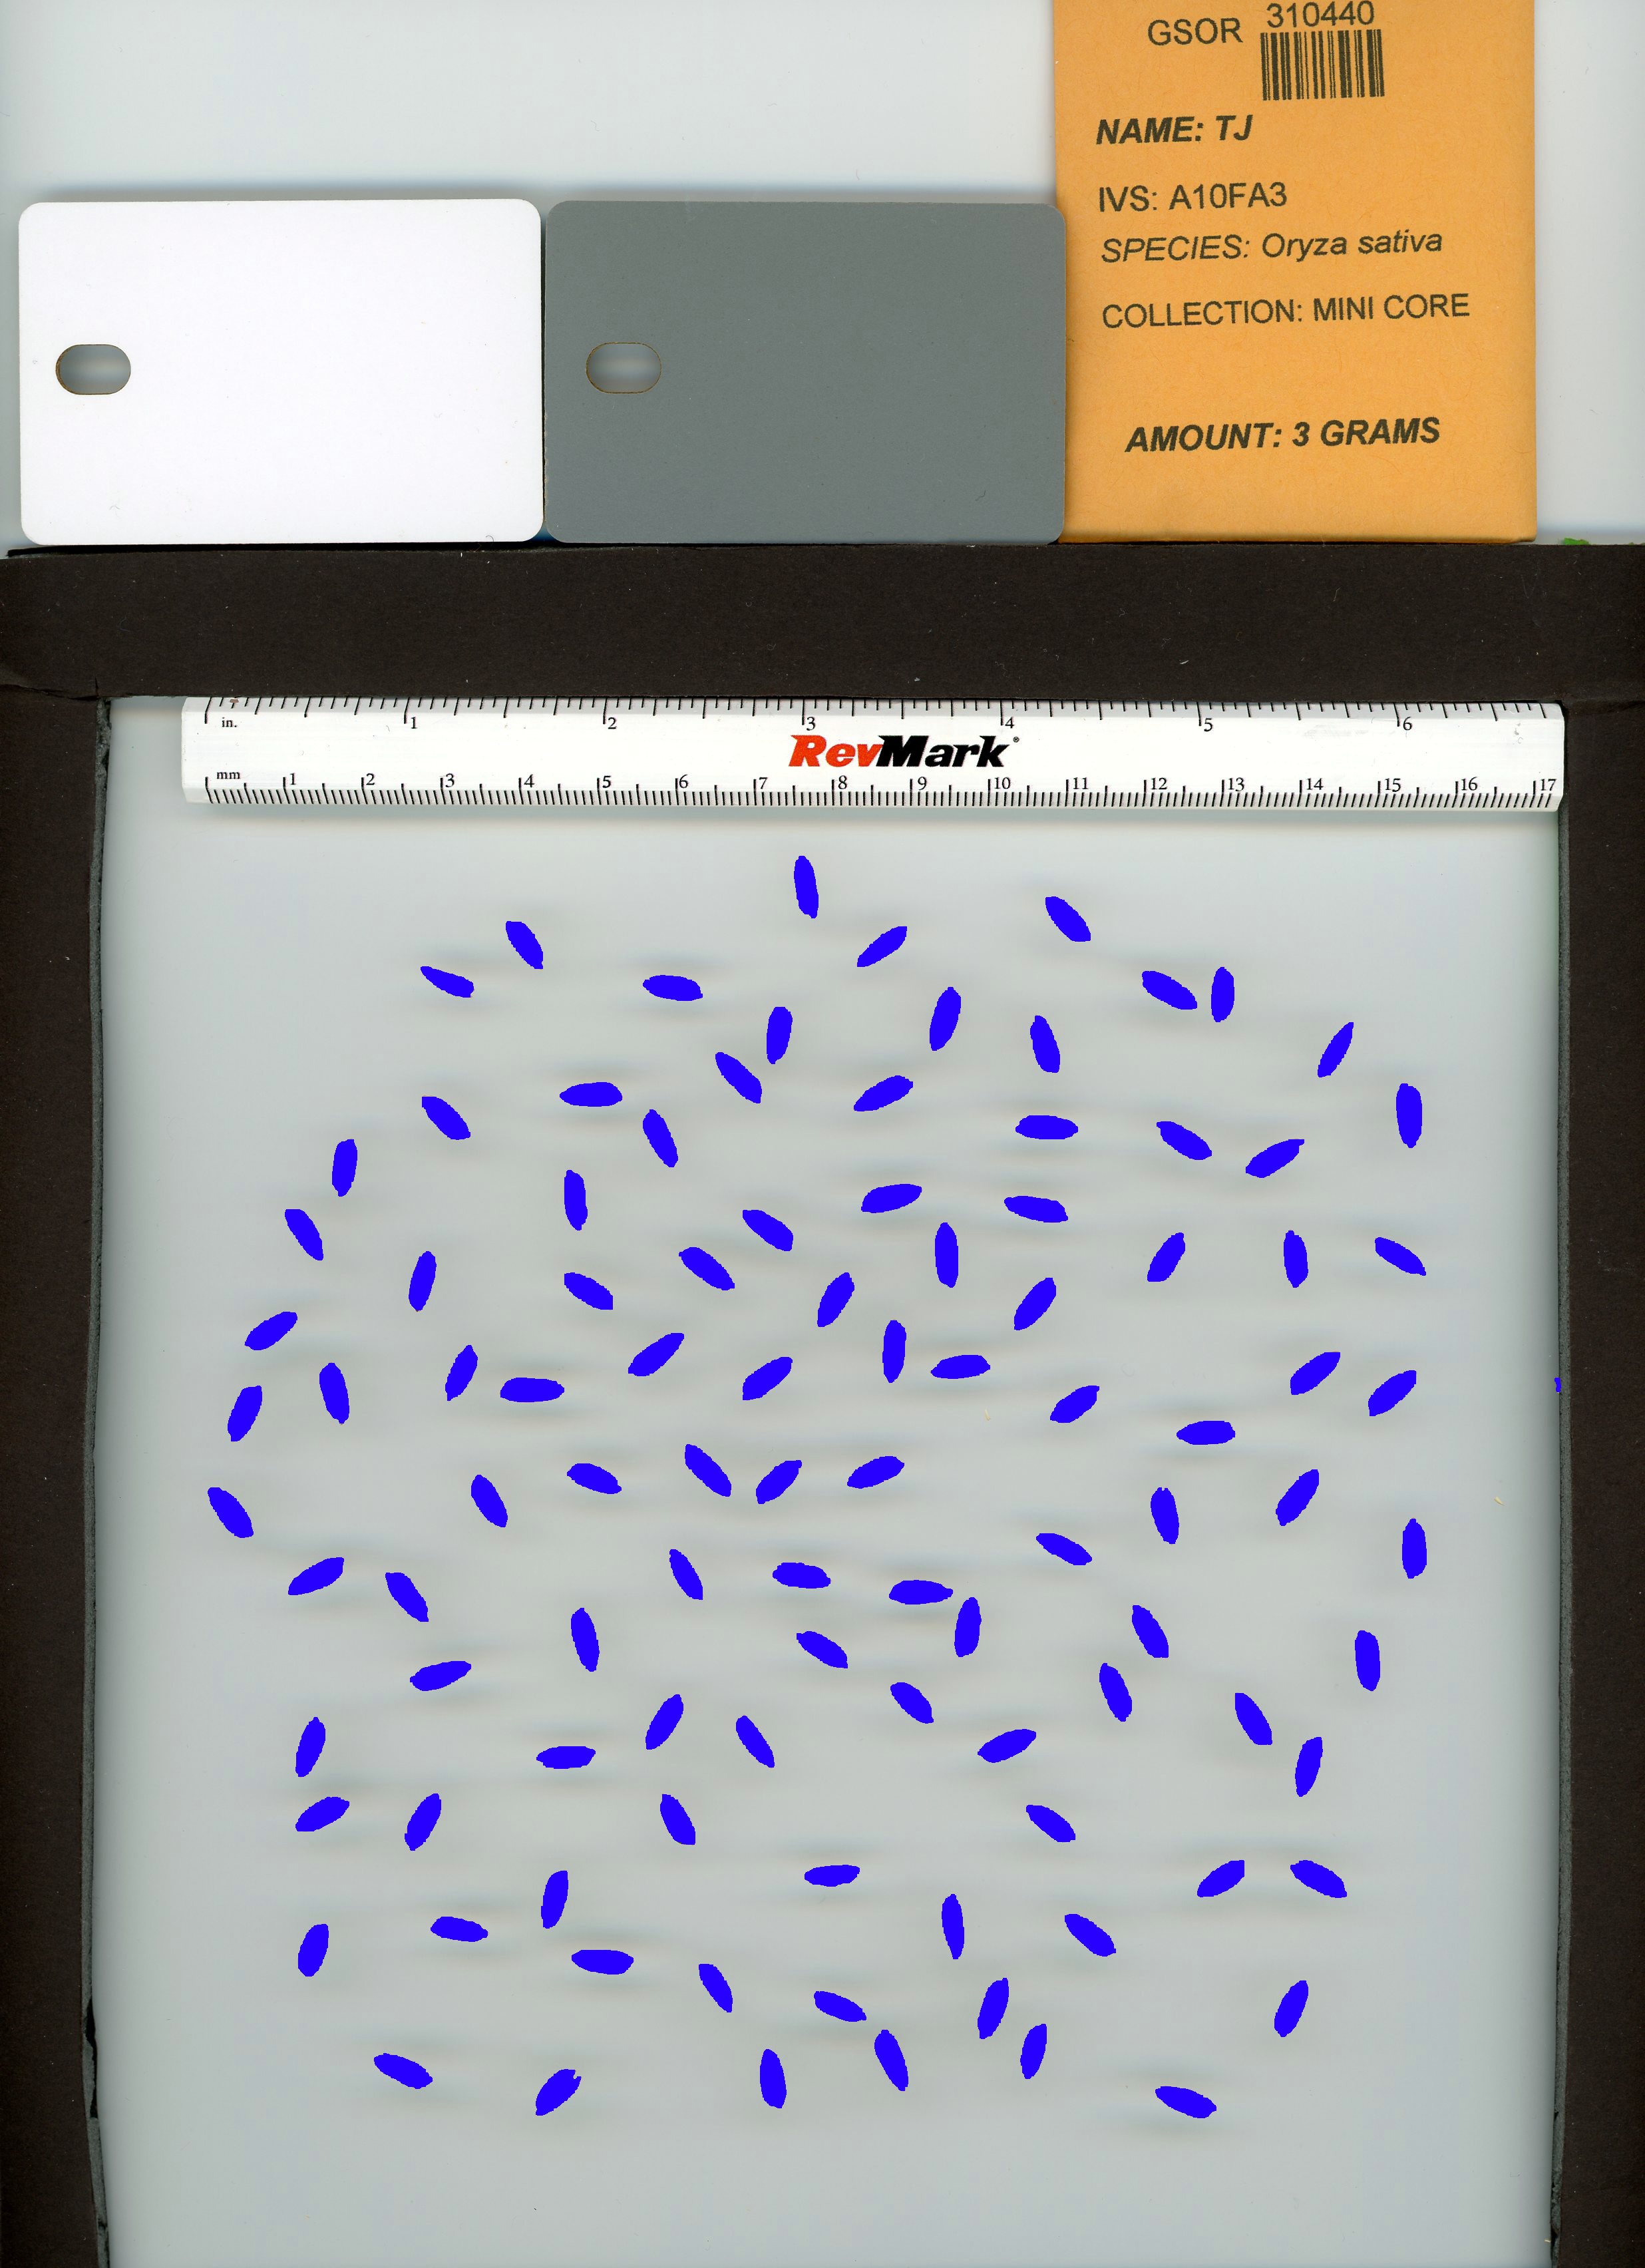 GSOR 310440
NAME: TJ
IVS: A10FA3
SPECIES: Oryza sativa
COLLECTION: MINI CORE
AMOUNT: 3 GRAMS
in. 1 2 3 4 5 6
RevMark®
mm 1 2 3 4 5 6 7 8 9 10 11 12 13 14 15 16 17